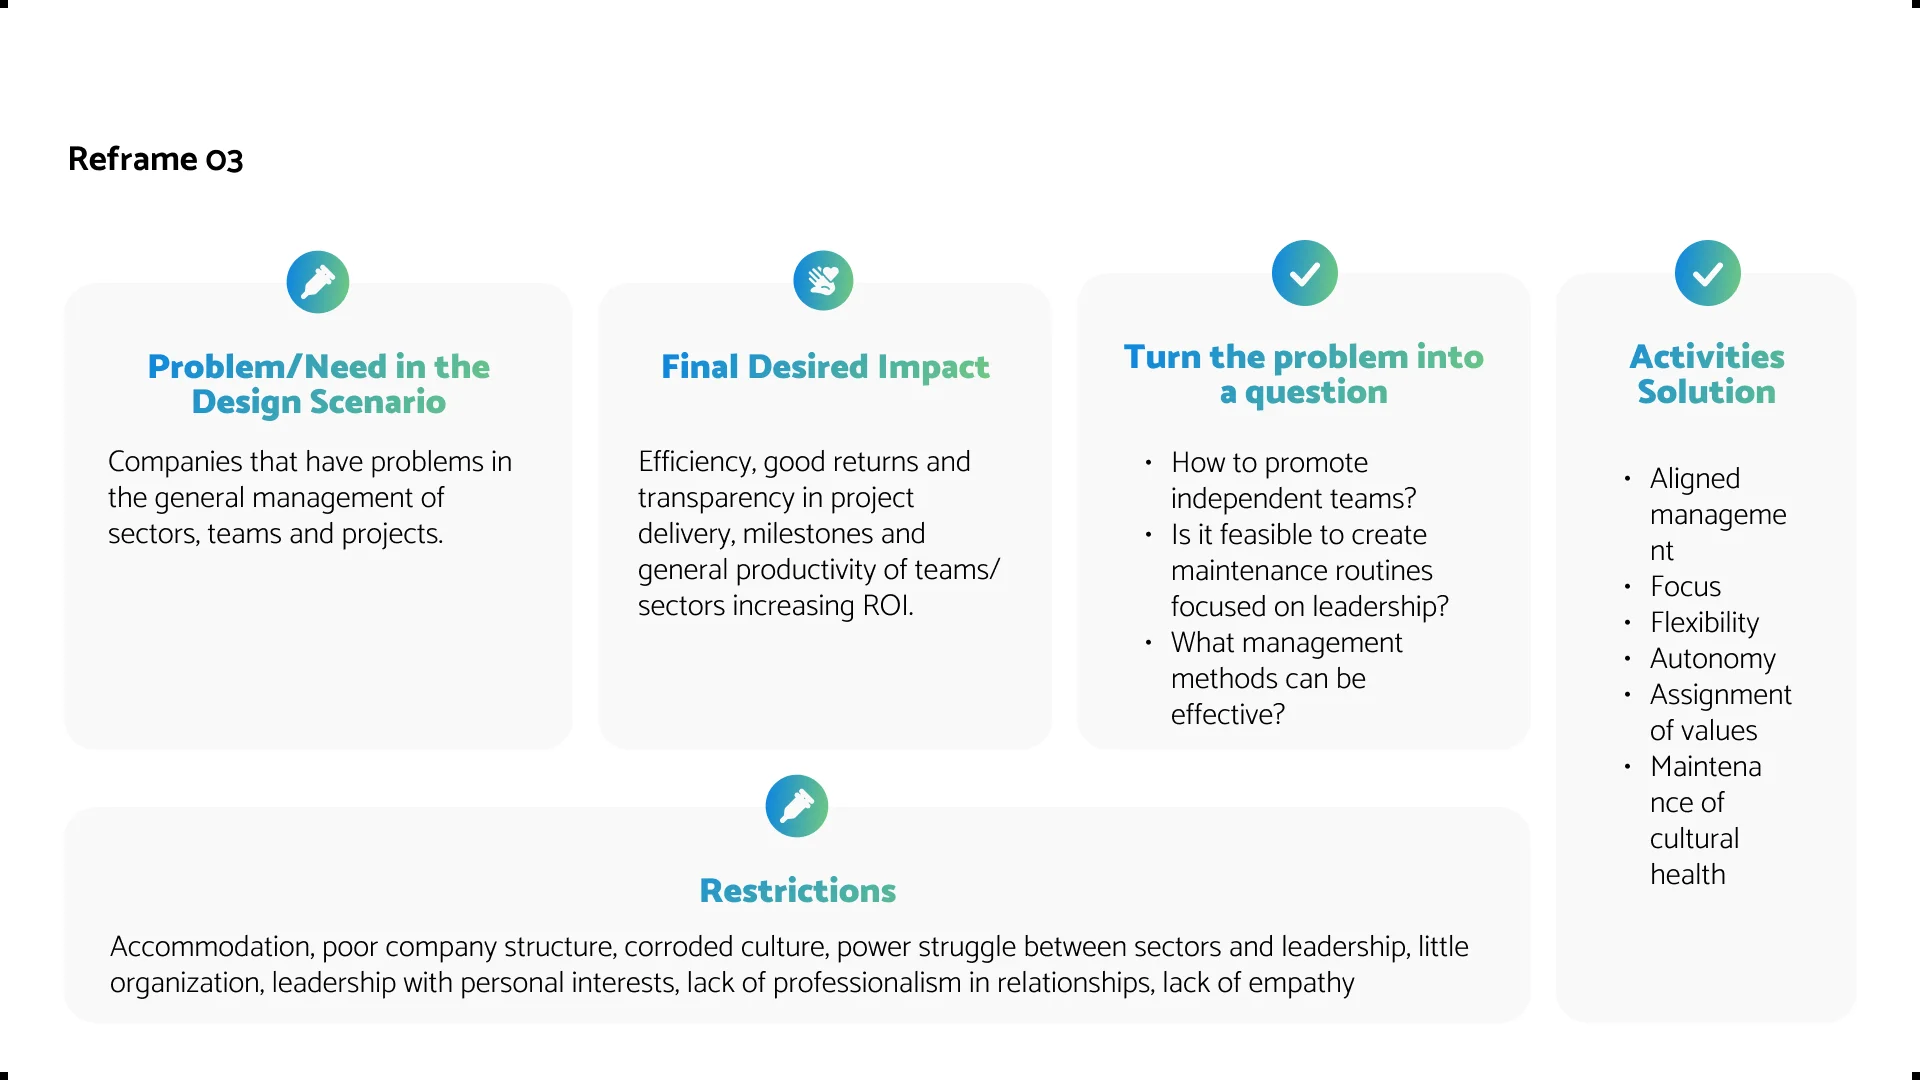 Reframe 03
Problem/Need in the
Design Scenario
Companies that have problems in
the general management of
sectors, teams and projects.
Final Desired Impact
Efficiency, good returns and
transparency in project
delivery, milestones and
general productivity of teams/
sectors increasing ROI.
Turn the problem into
a question
• How to promote
independent teams?
• Is it feasible to create
maintenance routines
focused on leadership?
• What management
methods can be
effective?
Activities
Solution
• Aligned
manageme
nt
• Focus
• Flexibility
• Autonomy
• Assignment
of values
• Maintena
nce of
cultural
health
Restrictions
Accommodation, poor company structure, corroded culture, power struggle between sectors and leadership, little
organization, leadership with personal interests, lack of professionalism in relationships, lack of empathy